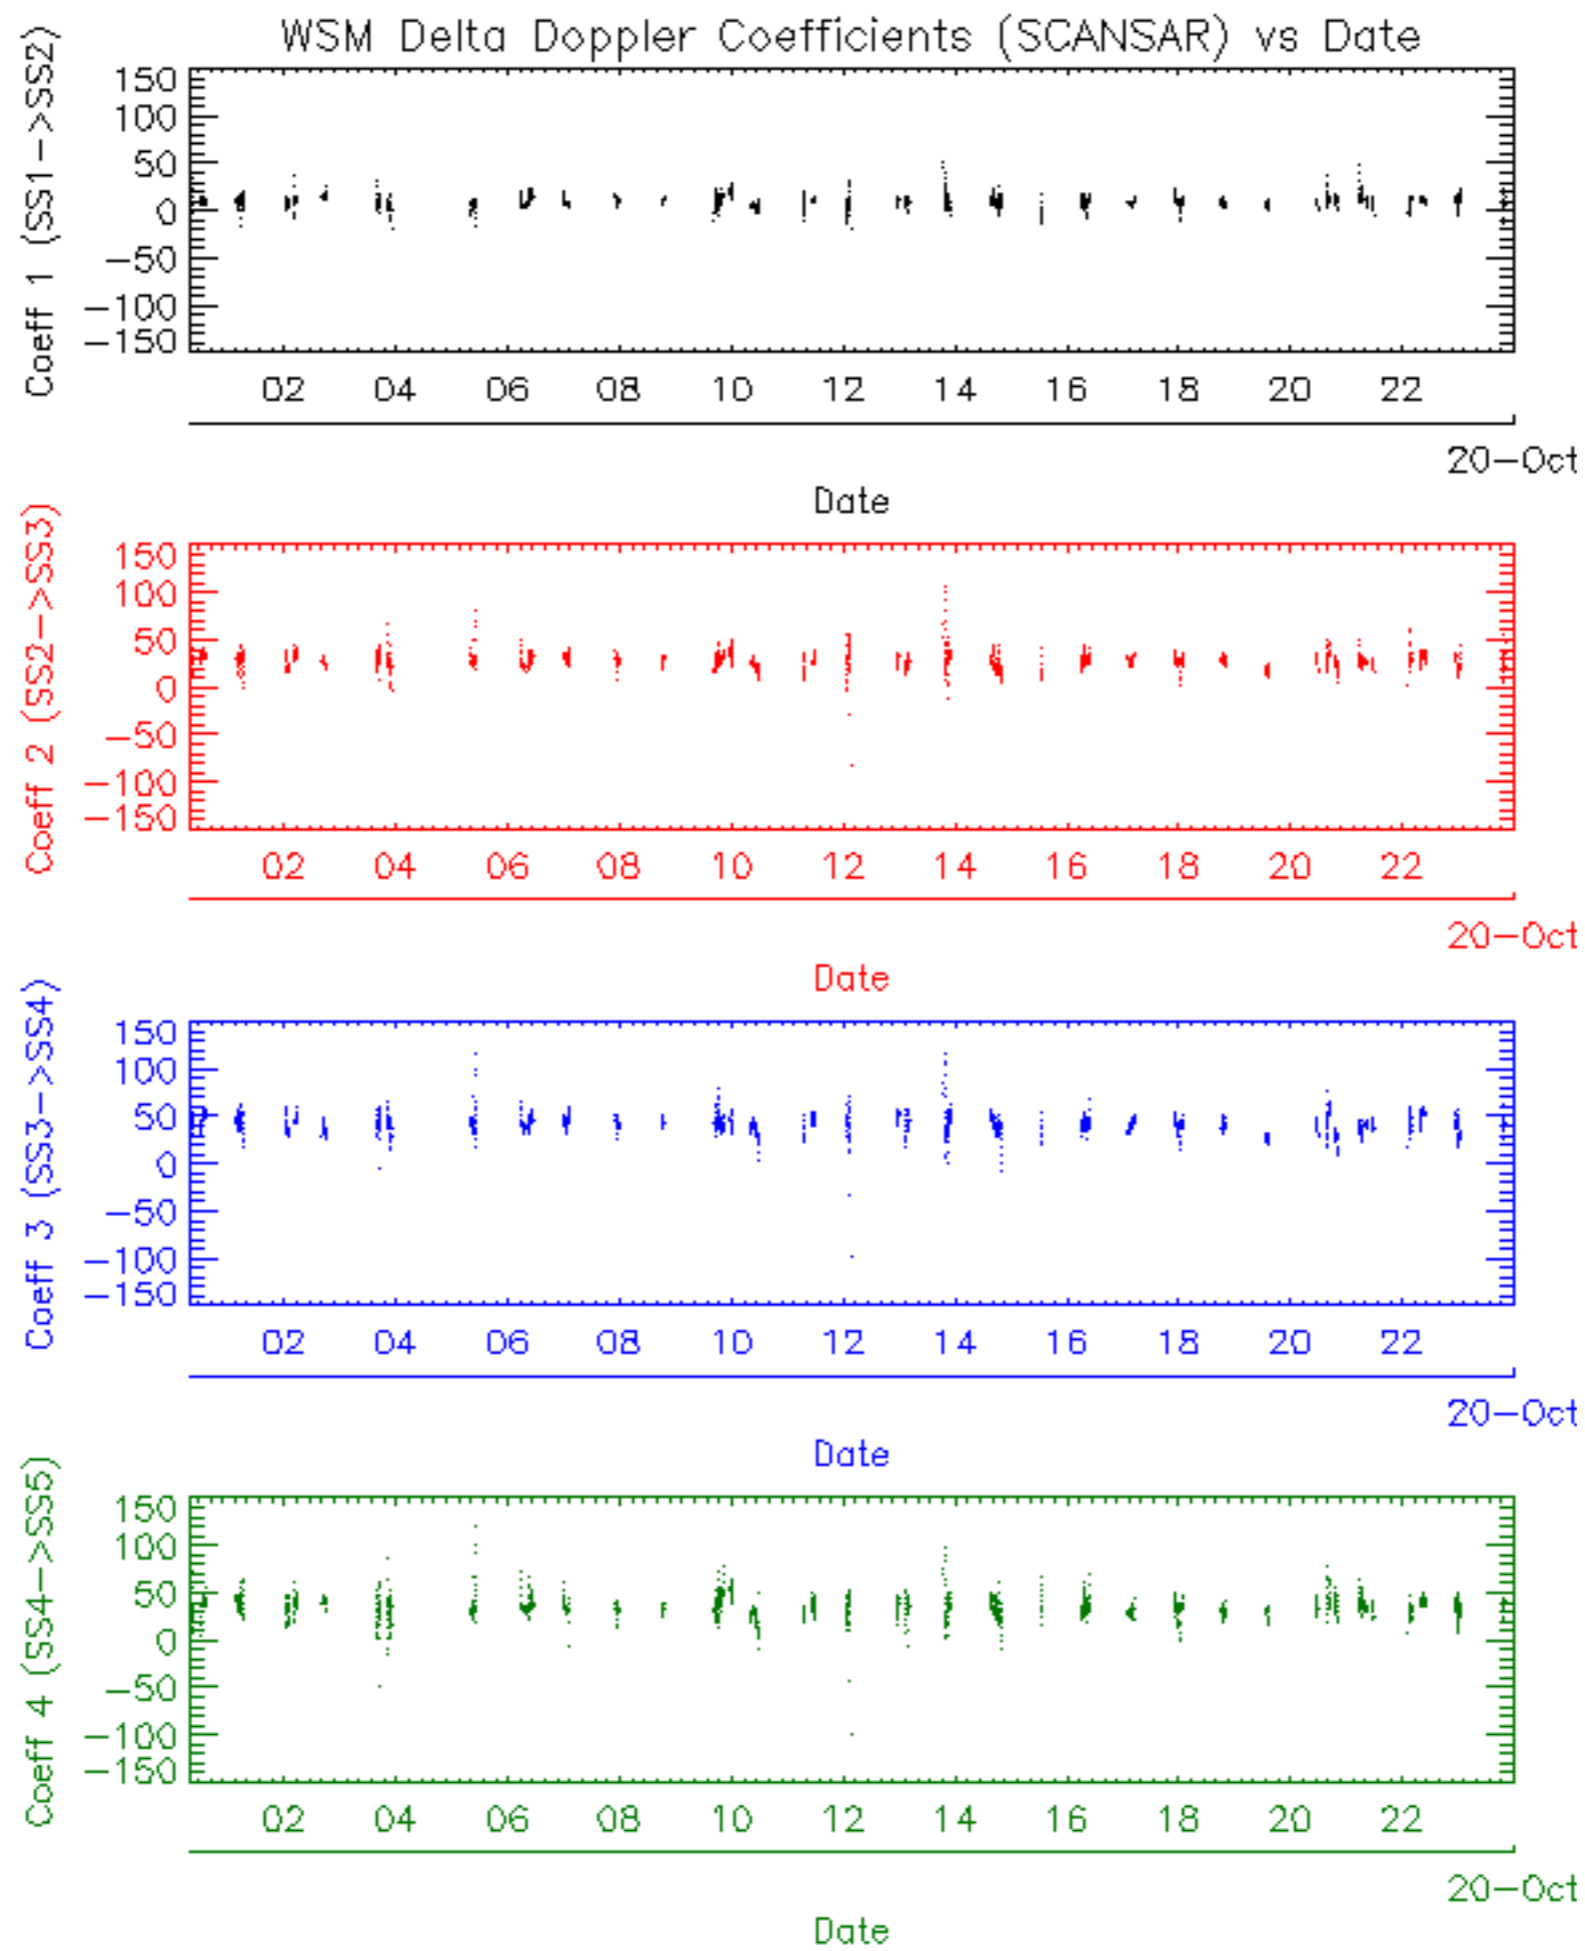 WSM Delta Doppler Coefficients (SCANSAR) vs Date
Coeff 1 (SS1->SS2)
150
100
50
0
-50
-100
-150
02 04 06 08 10 12 14 16 18 20 22
20-Oct
Date
Coeff 2 (SS2->SS3)
150
100
50
0
-50
-100
-150
02 04 06 08 10 12 14 16 18 20 22
20-Oct
Date
Coeff 3 (SS3->SS4)
150
100
50
0
-50
-100
-150
02 04 06 08 10 12 14 16 18 20 22
20-Oct
Date
Coeff 4 (SS4->SS5)
150
100
50
0
-50
-100
-150
02 04 06 08 10 12 14 16 18 20 22
20-Oct
Date